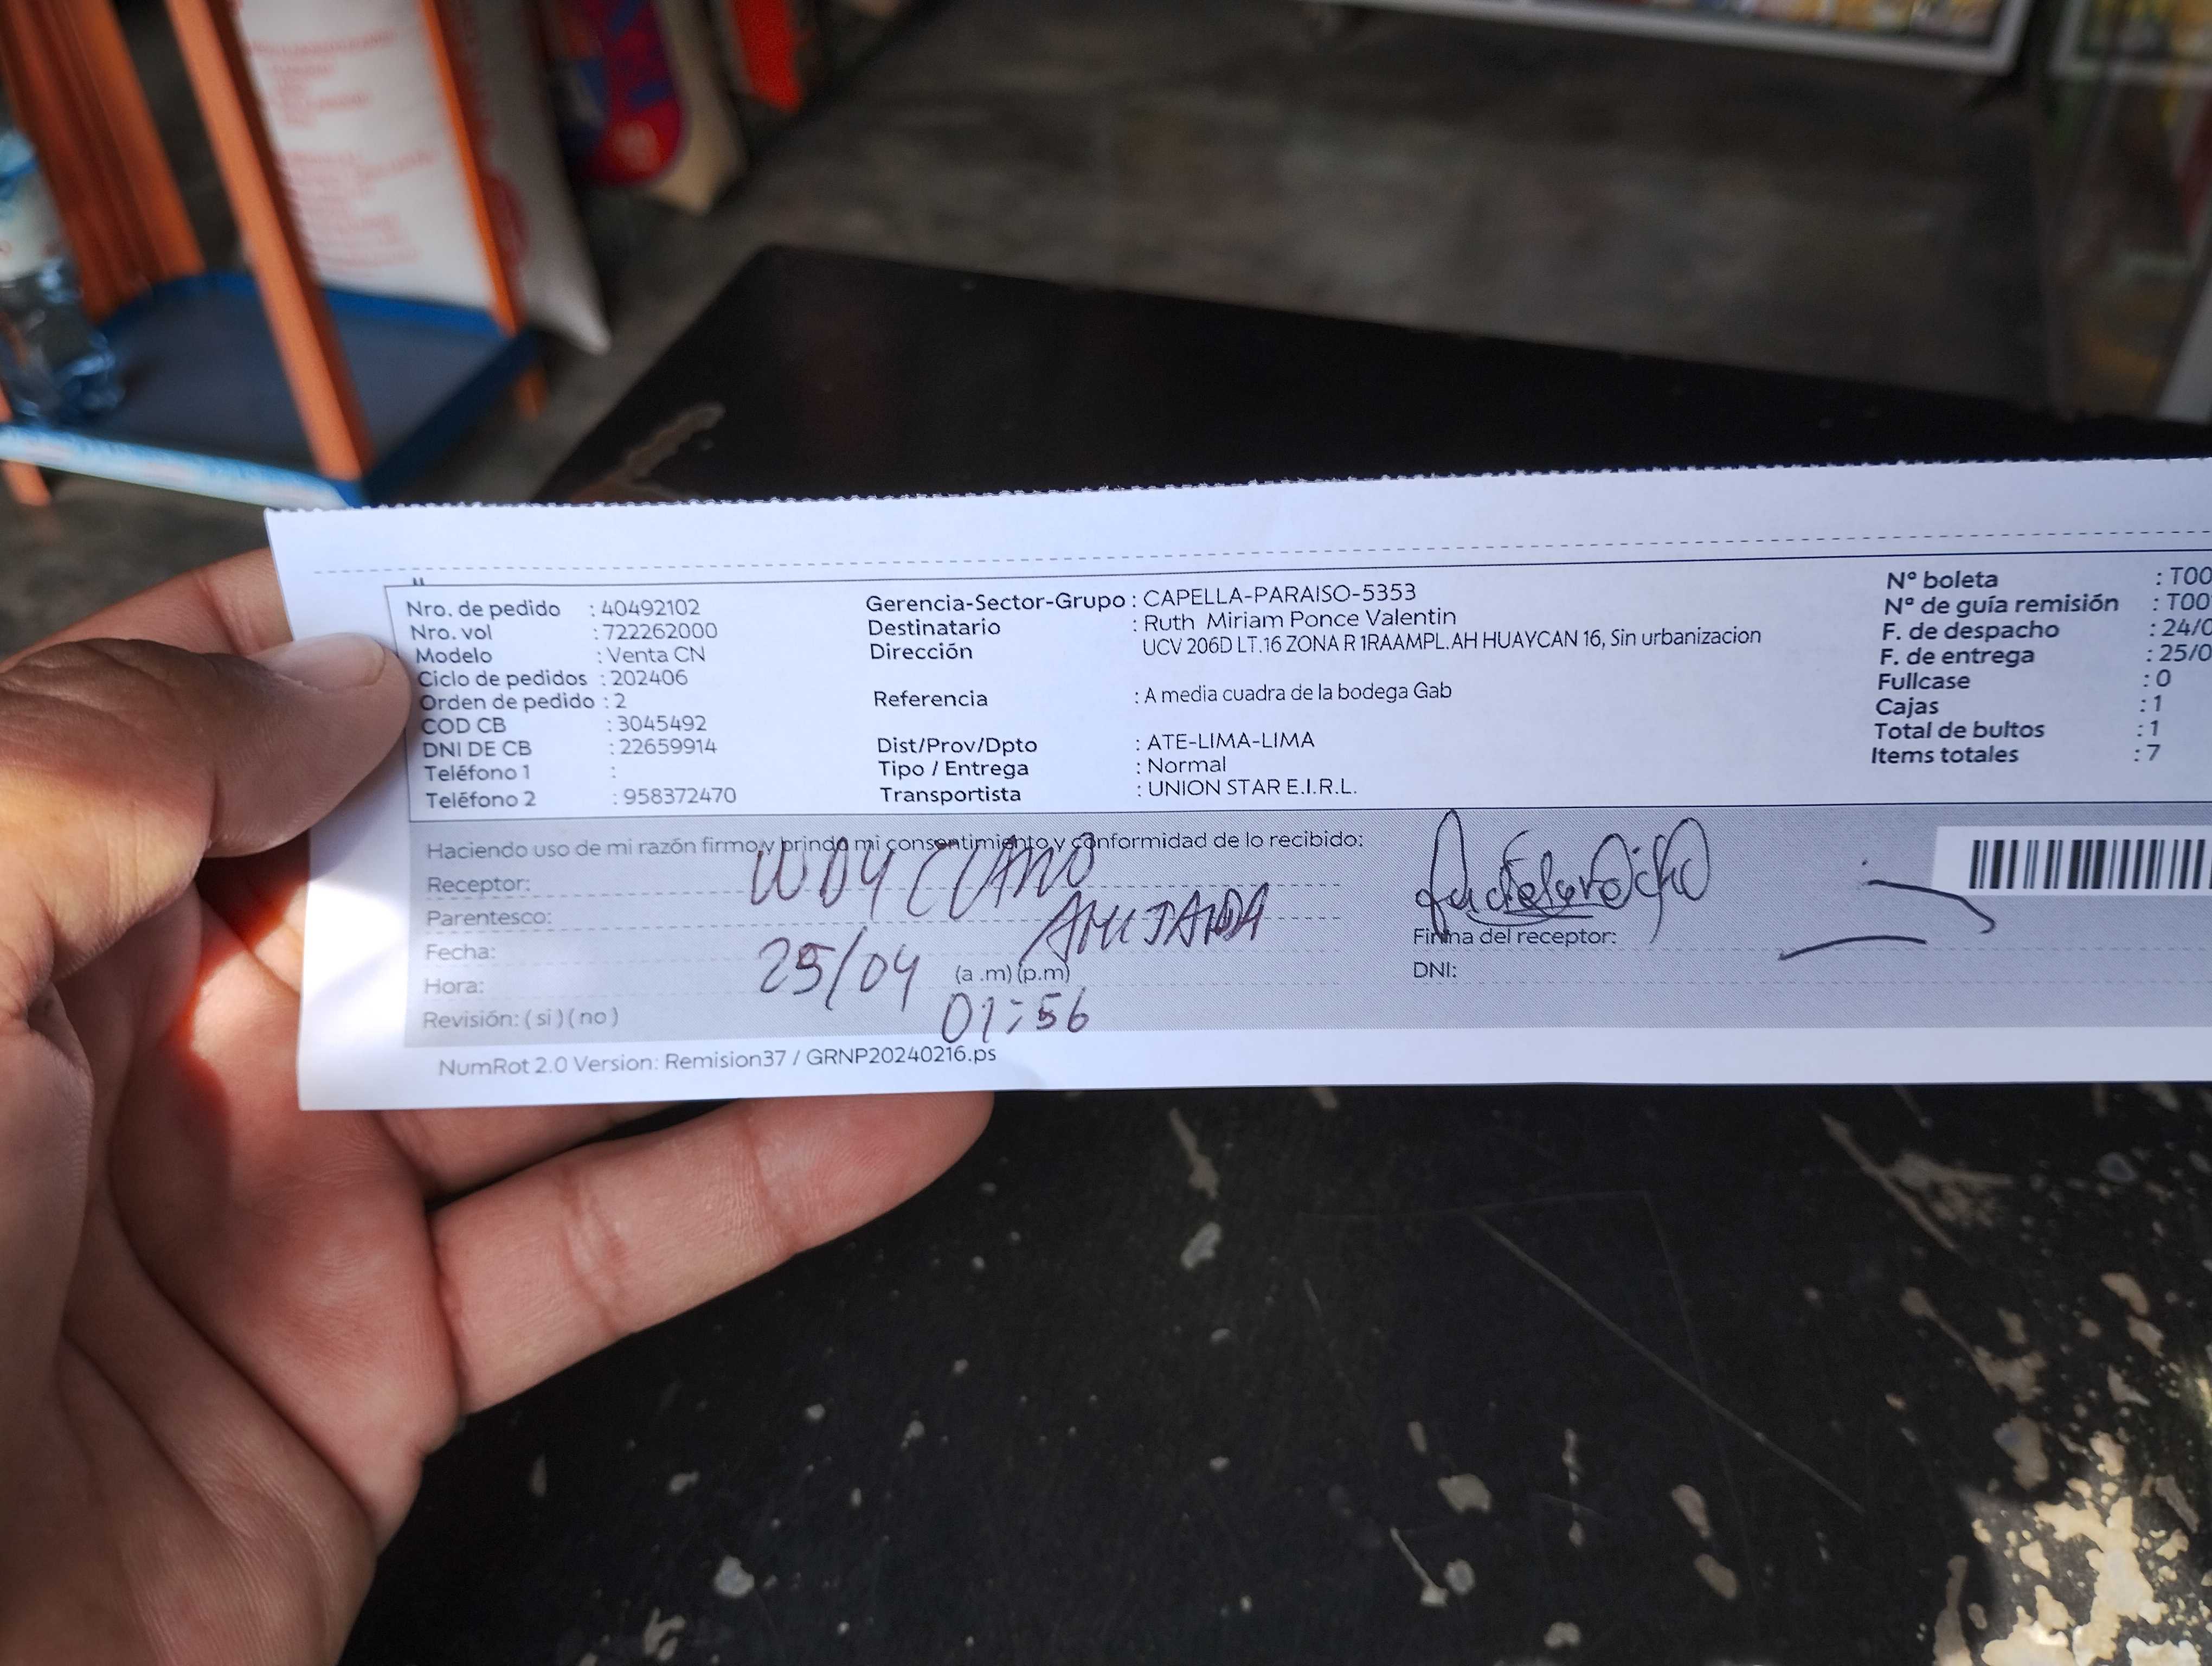 Nro. de pedido : 40492102
Nro. vol : 722262000
Modelo : Venta CN
Ciclo de pedidos : 202406
Orden de pedido : 2
COD CB : 3045492
DNI DE CB : 22659914
Teléfono 1 :
Teléfono 2 : 958372470
Gerencia-Sector-Grupo : CAPELLA-PARAISO-5353
Destinatario : Ruth Miriam Ponce Valentin
Dirección UCV 206D LT.16 ZONA R 1RAAMPL.AH HUAYCAN 16, Sin urbanizacion
Referencia : A media cuadra de la bodega Gab
Dist/Prov/Dpto : ATE-LIMA-LIMA
Tipo / Entrega : Normal
Transportista : UNION STAR E.I.R.L.
Nº boleta : T00
Nº de guía remisión : T00
F. de despacho : 24/0
F. de entrega : 25/0
Fullcase : 0
Cajas : 1
Total de bultos : 1
Items totales : 7
Haciendo uso de mi razón firmo y brindo mi consentimiento y conformidad de lo recibido:
Receptor:
Parentesco:
Fecha: 25/04
Hora: (a .m) (p.m)
01:56
Revisión: ( si ) ( no )
Firma del receptor:
DNI:
NumRot 2.0 Version: Remision37 / GRNP20240216.ps